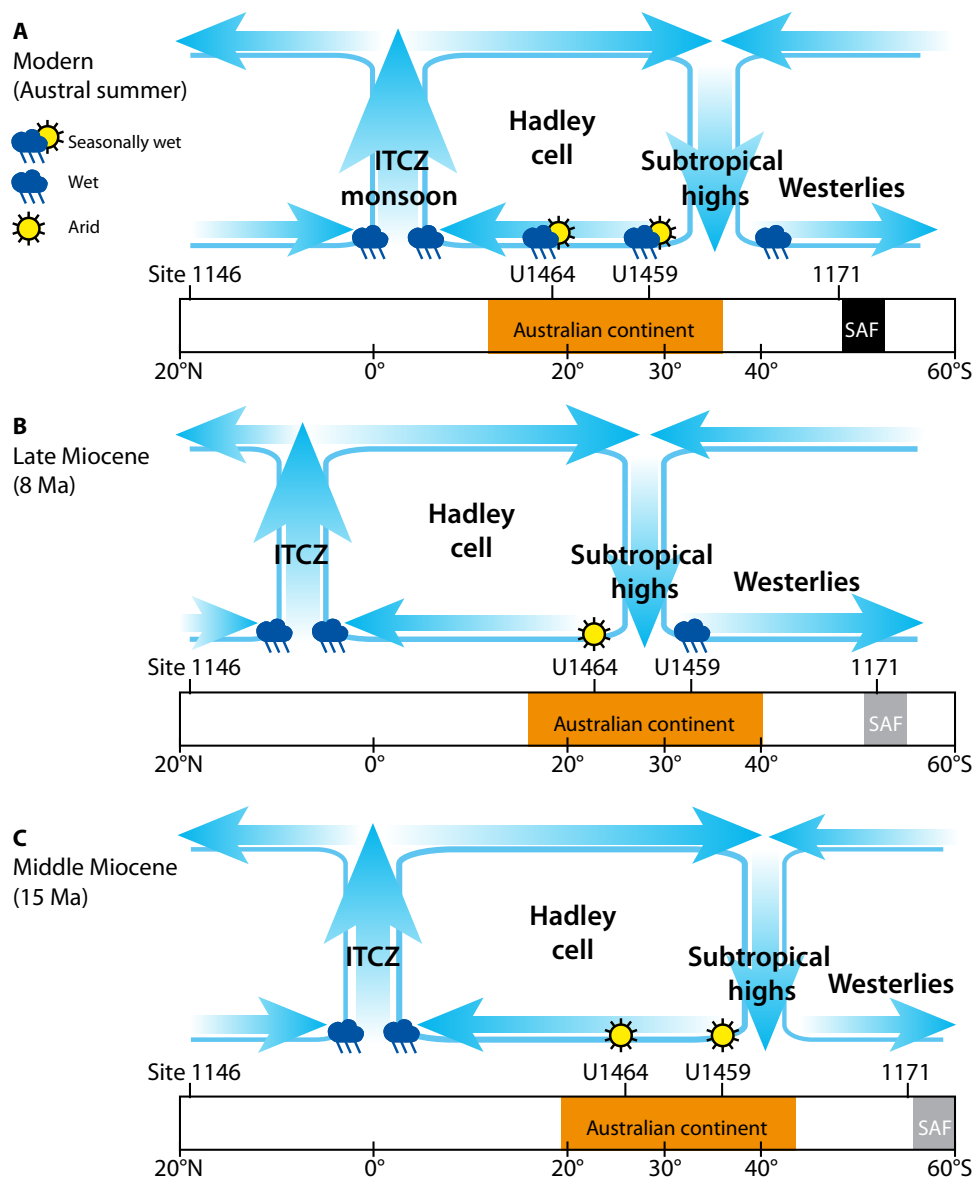 A
Modern
(Austral summer)
Seasonally wet
Wet
Arid
Hadley
cell
ITCZ
monsoon
Subtropical
highs
Westerlies
Site 1146
U1464
U1459
1171
Australian continent
SAF
20°N
0°
20°
30°
40°
60°S
B
Late Miocene
(8 Ma)
Hadley
cell
ITCZ
Subtropical
highs
Westerlies
Site 1146
U1464
U1459
1171
Australian continent
SAF
20°N
0°
20°
30°
40°
60°S
C
Middle Miocene
(15 Ma)
Hadley
cell
ITCZ
Subtropical
highs
Westerlies
Site 1146
U1464
U1459
1171
Australian continent
SAF
20°N
0°
20°
30°
40°
60°S